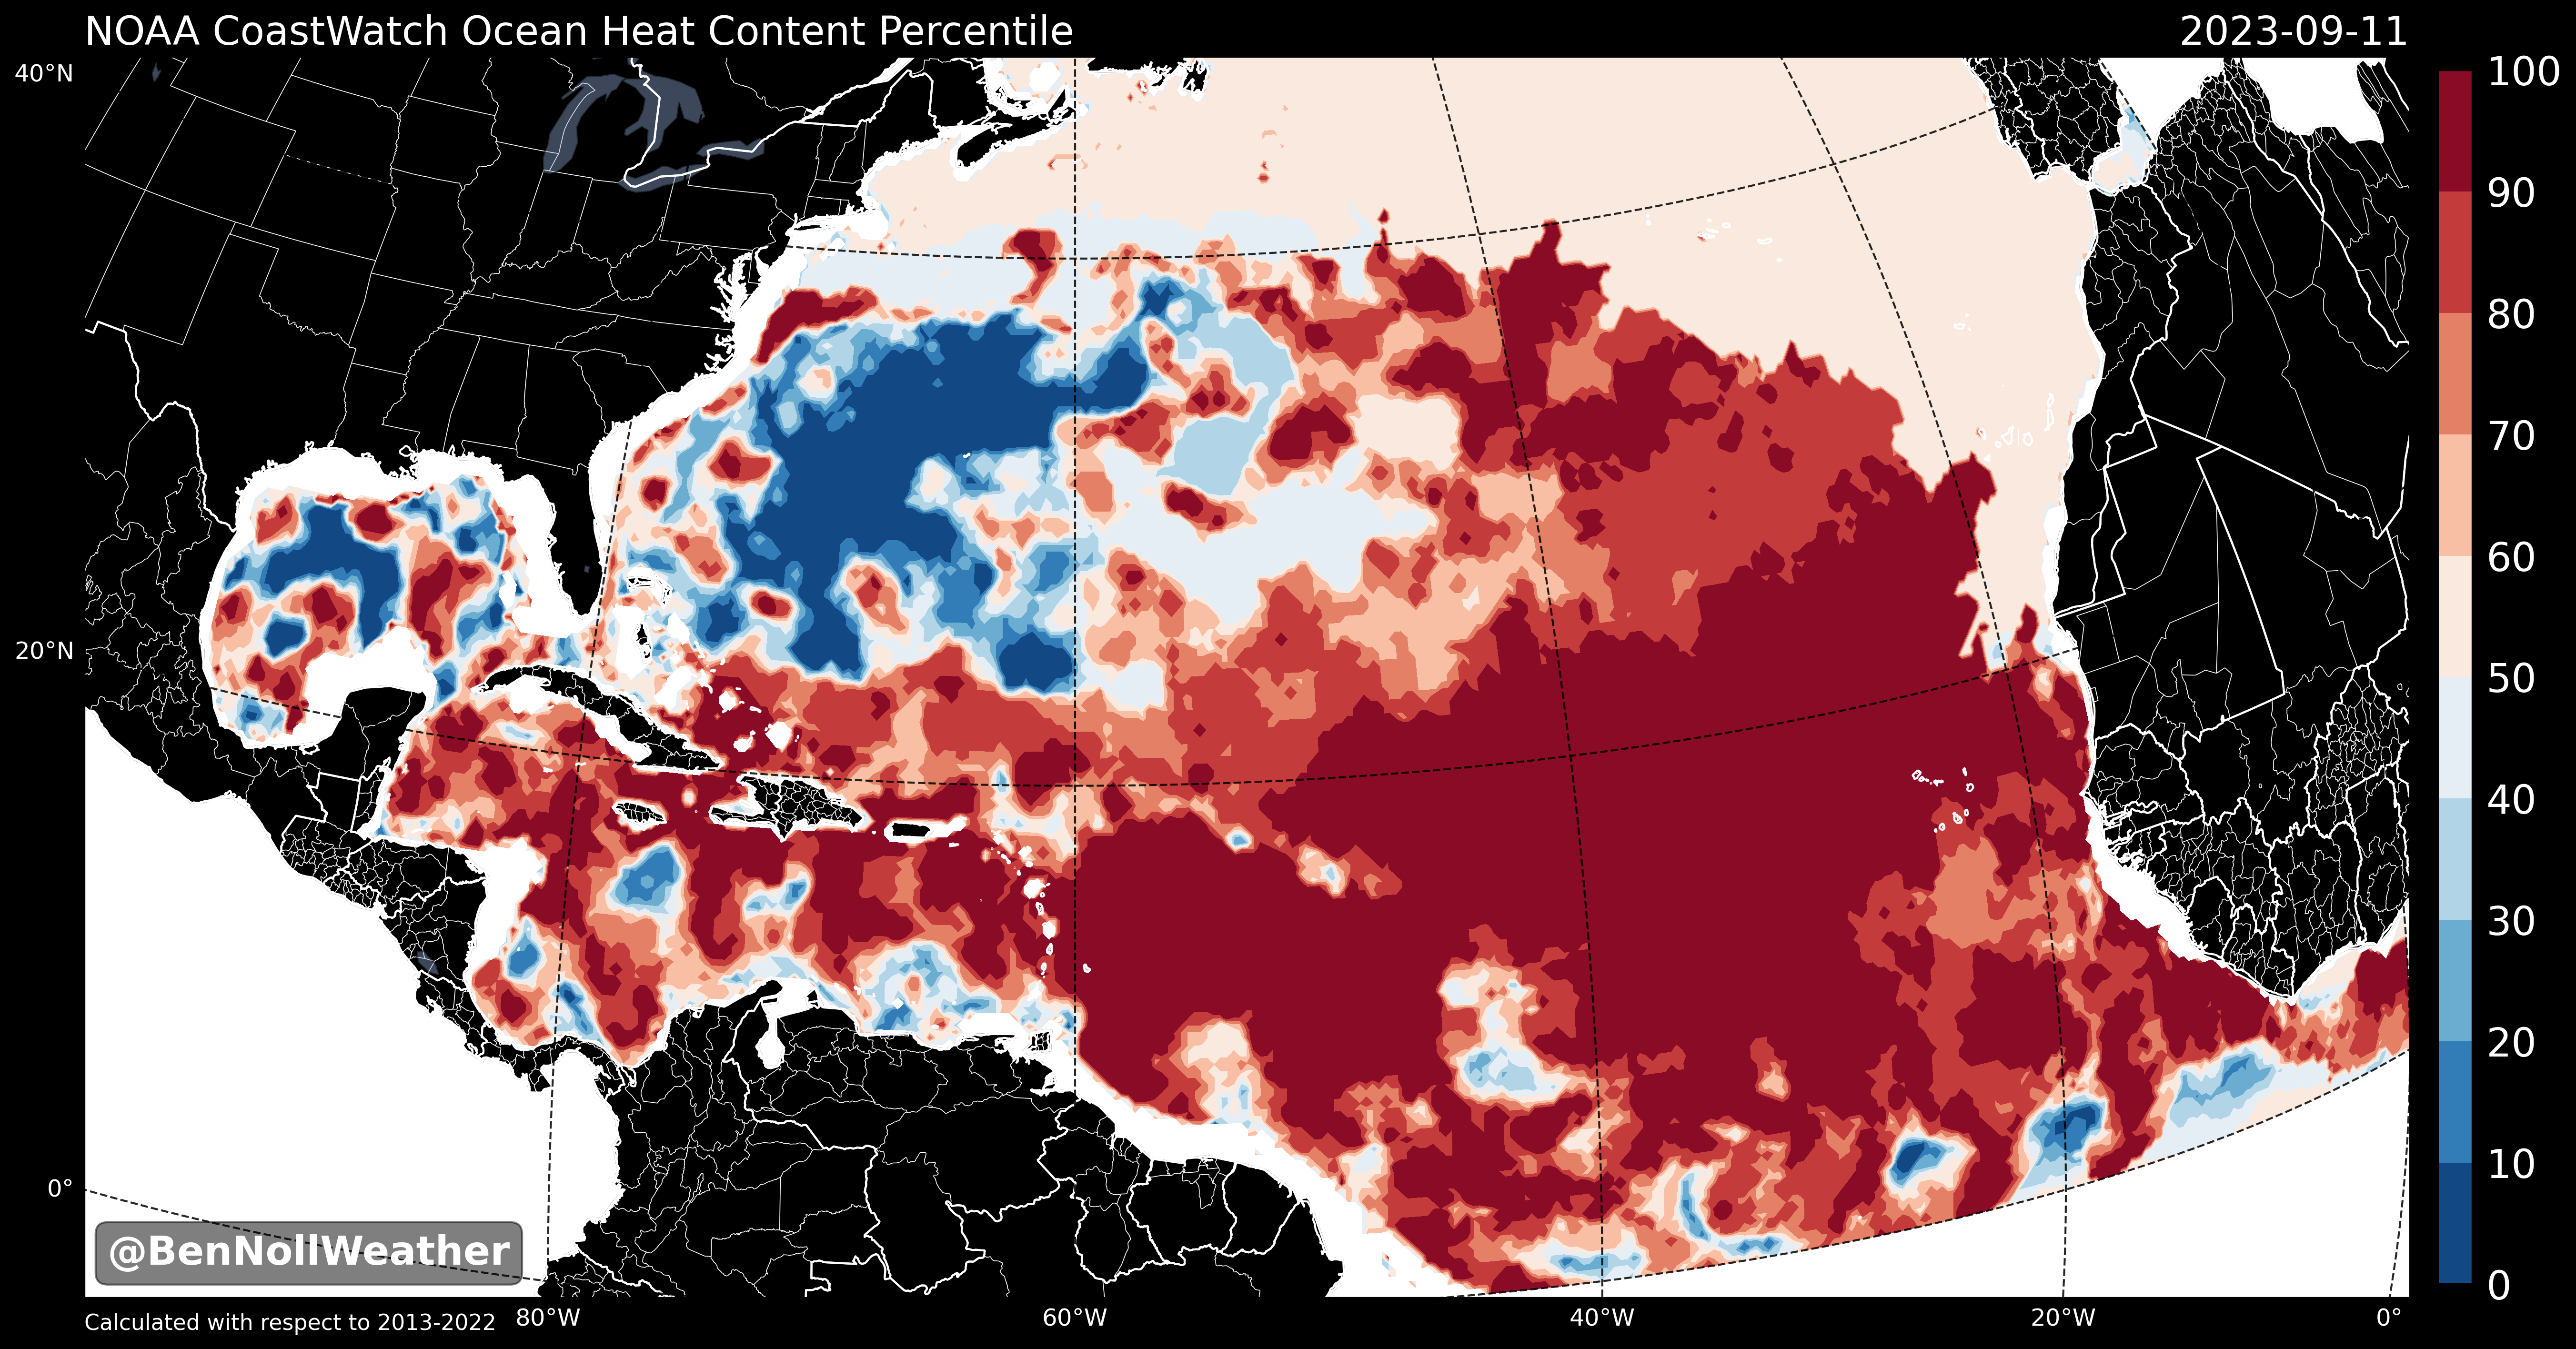 NOAA CoastWatch Ocean Heat Content Percentile
2023-09-11
40°N
20°N
0°
100
90
80
70
60
50
40
30
20
10
0
@BenNollWeather
Calculated with respect to 2013-2022
80°W
60°W
40°W
20°W
0°